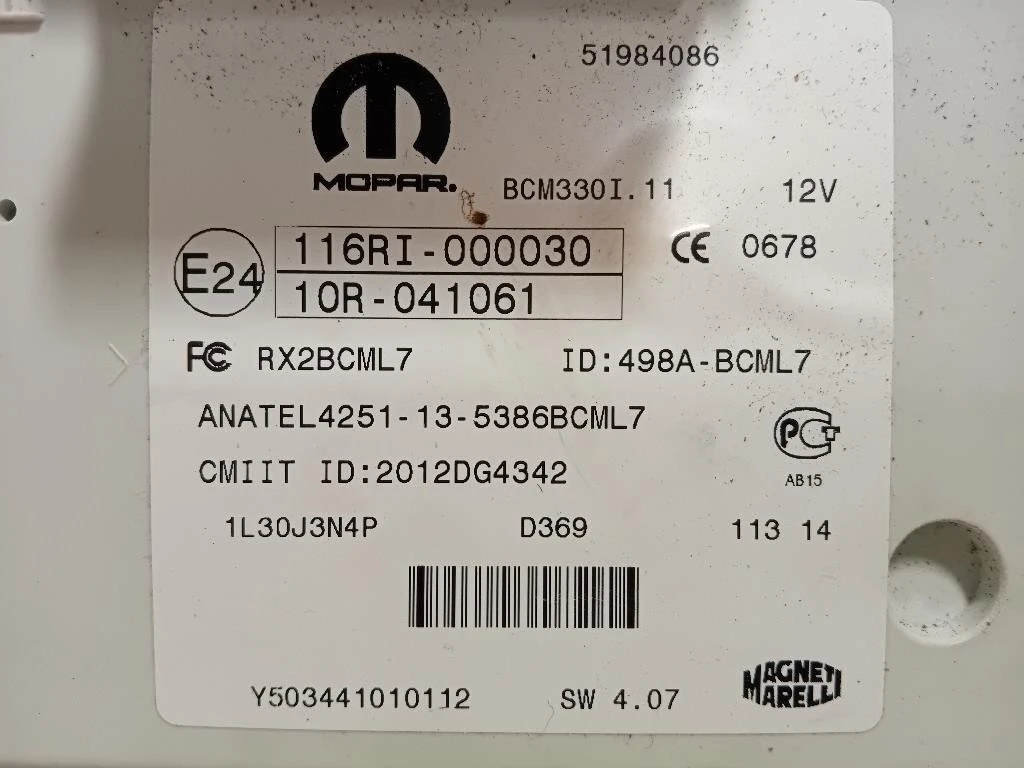 51984086
MOPAR.
BCM330I.11 12V
E24 116RI-000030 CE 0678
10R-041061
FC RX2BCML7 ID:498A-BCML7
ANATEL4251-13-5386BCML7
PCT
CMIIT ID:2012DG4342 AB15
1L30J3N4P D369 113 14
Y503441010112 SW 4.07
MAGNETI MARELLI